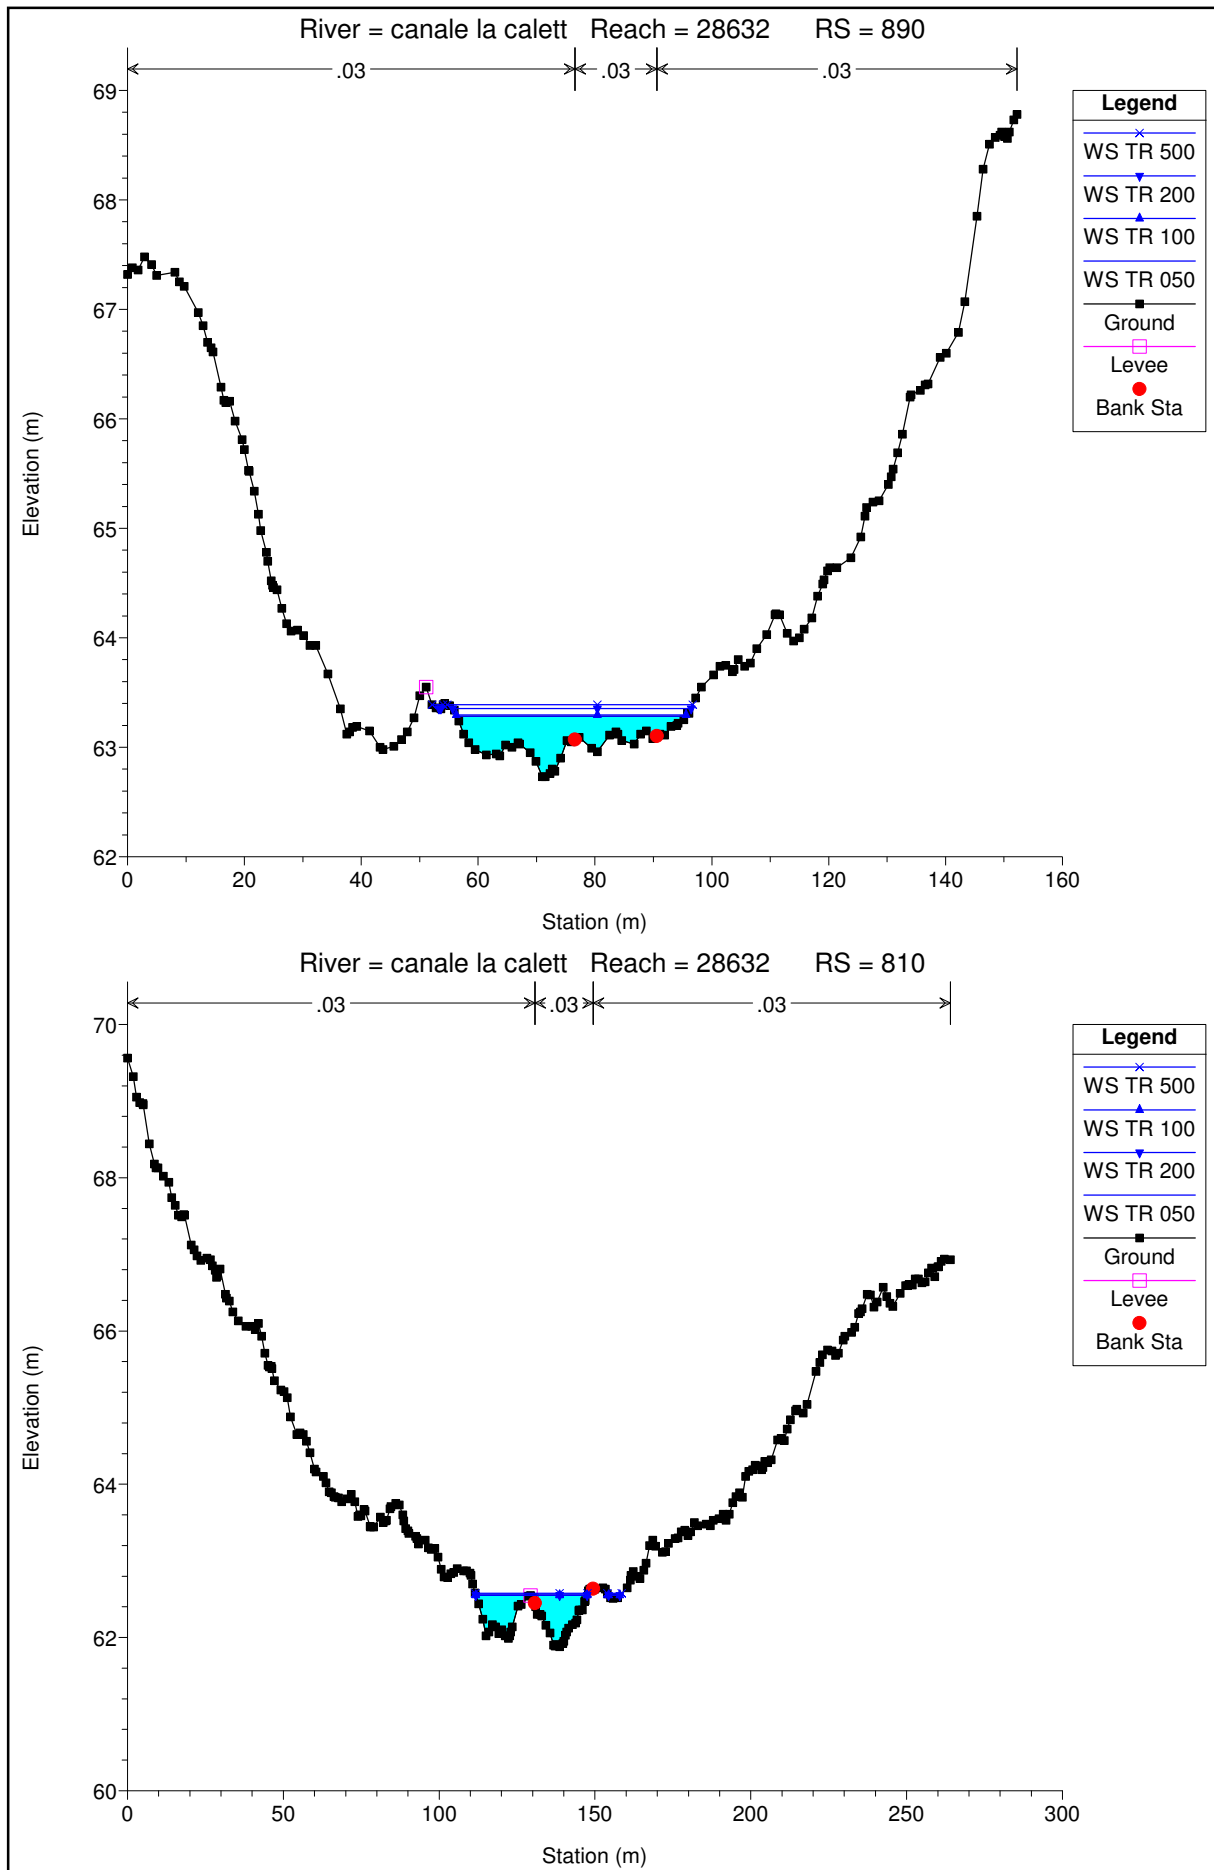 River = canale la calett Reach = 28632 RS = 890
.03 .03 .03
Legend
WS TR 500
WS TR 200
WS TR 100
WS TR 050
Ground
Levee
Bank Sta
69
68
67
66
65
64
63
62
Elevation (m)
0 20 40 60 80 100 120 140 160
Station (m)
River = canale la calett Reach = 28632 RS = 810
.03 .03 .03
Legend
WS TR 500
WS TR 100
WS TR 200
WS TR 050
Ground
Levee
Bank Sta
70
68
66
64
62
60
Elevation (m)
0 50 100 150 200 250 300
Station (m)